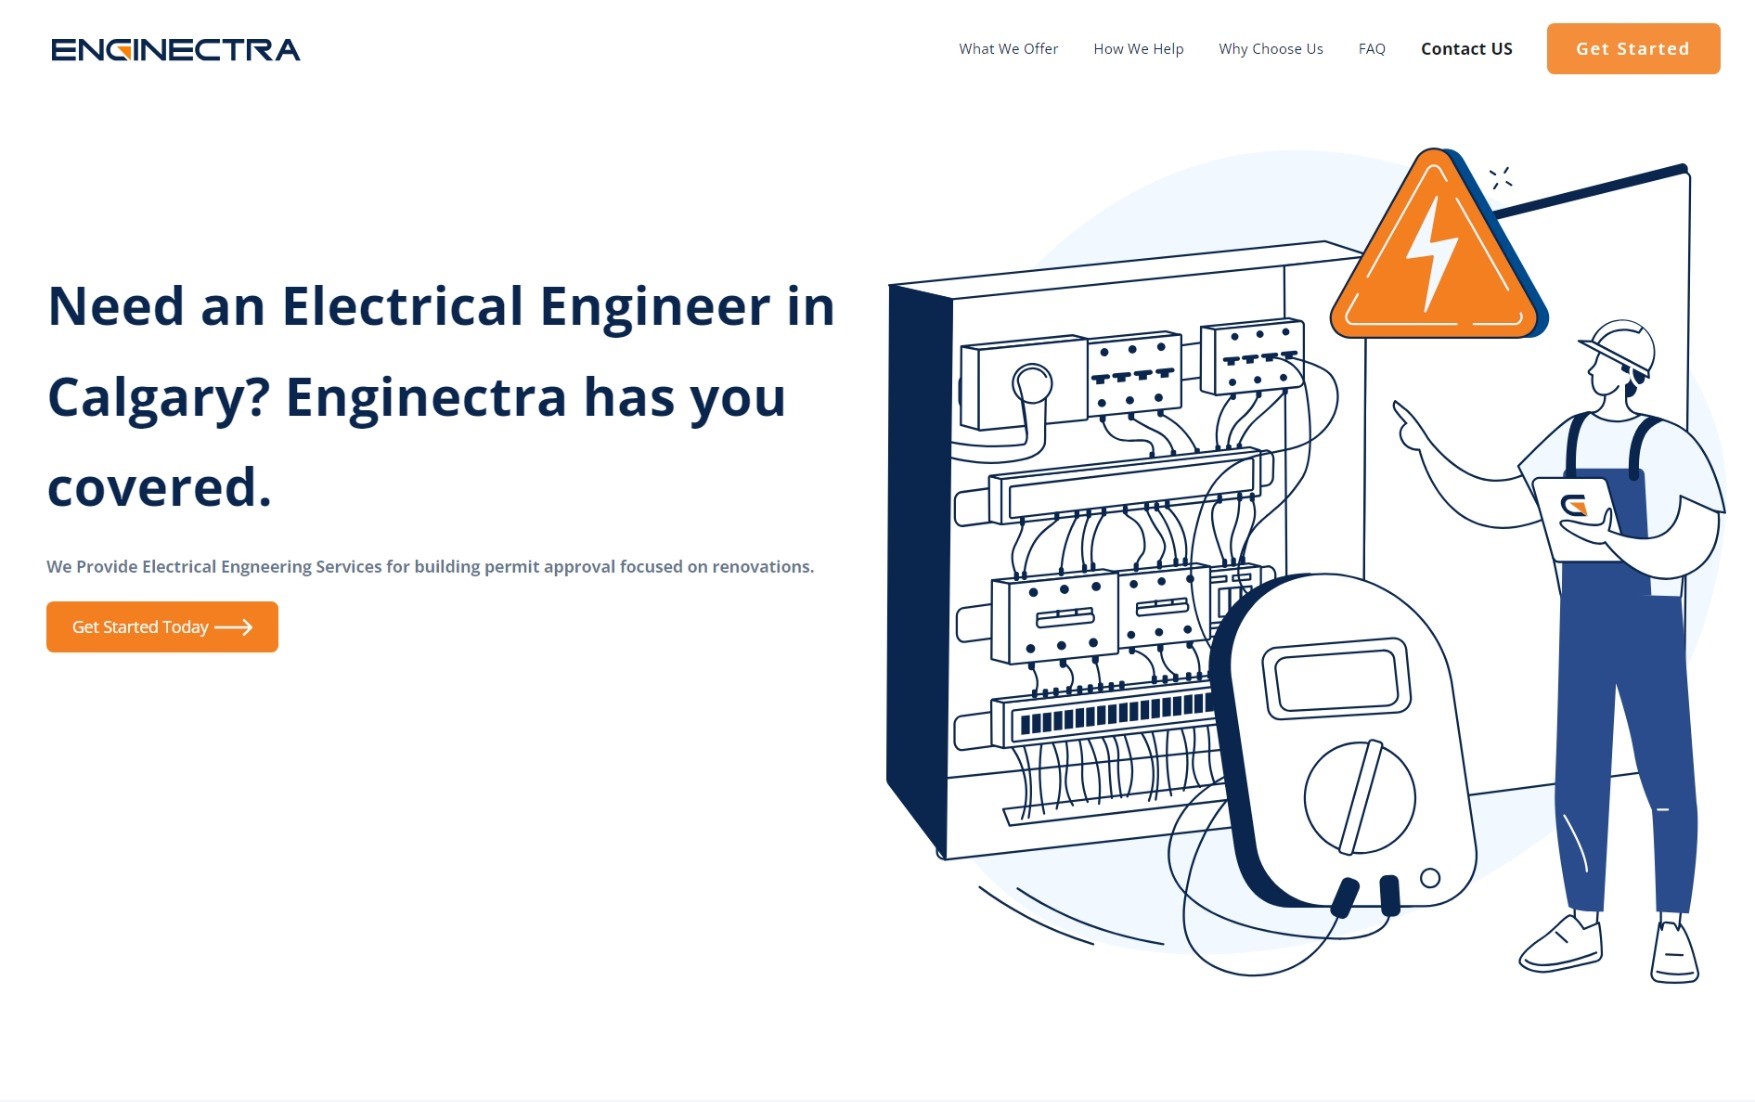 ENGINECTRA
What We Offer
How We Help
Why Choose Us
FAQ
Contact US
Get Started
Need an Electrical Engineer in
Calgary? Enginectra has you
covered.
We Provide Electrical Engneering Services for building permit approval focused on renovations.
Get Started Today